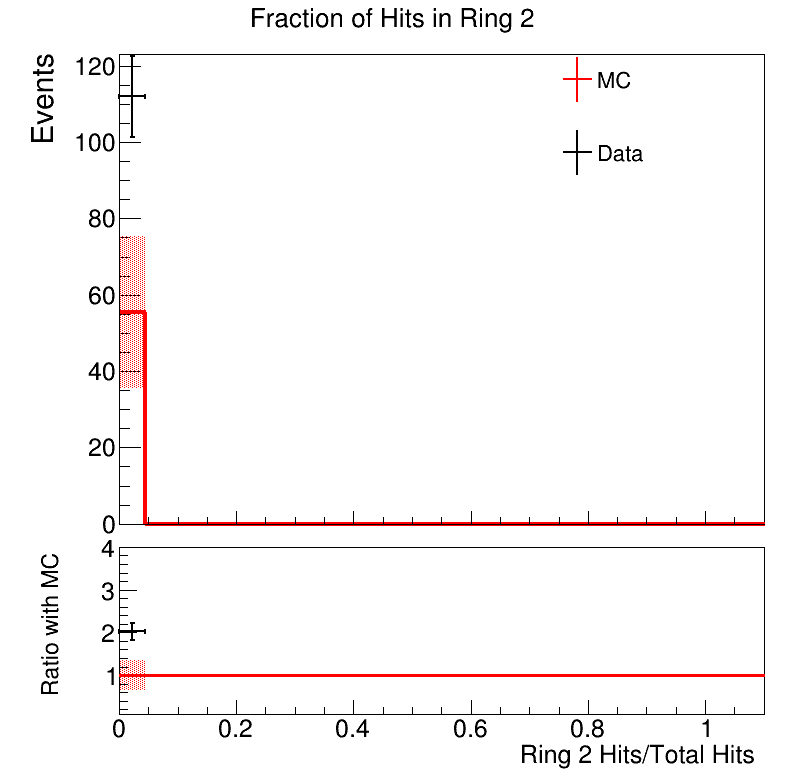 Fraction of Hits in Ring 2
Events
120
100
80
60
40
20
0
MC
Data
Ratio with MC
4
3
2
1
0 0.2 0.4 0.6 0.8 1
Ring 2 Hits/Total Hits